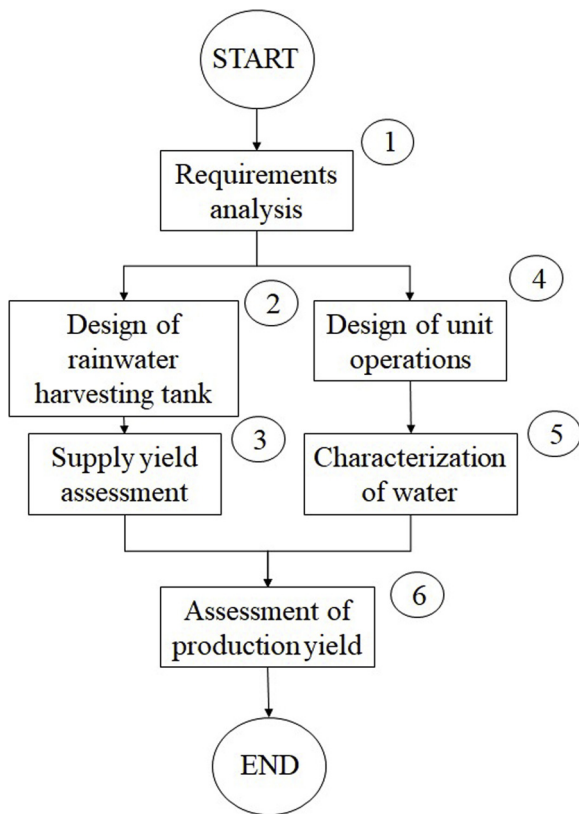 START
1
Requirements
analysis
2
Design of
rainwater
harvesting tank
4
Design of unit
operations
3
Supply yield
assessment
5
Characterization
of water
6
Assessment of
production yield
END